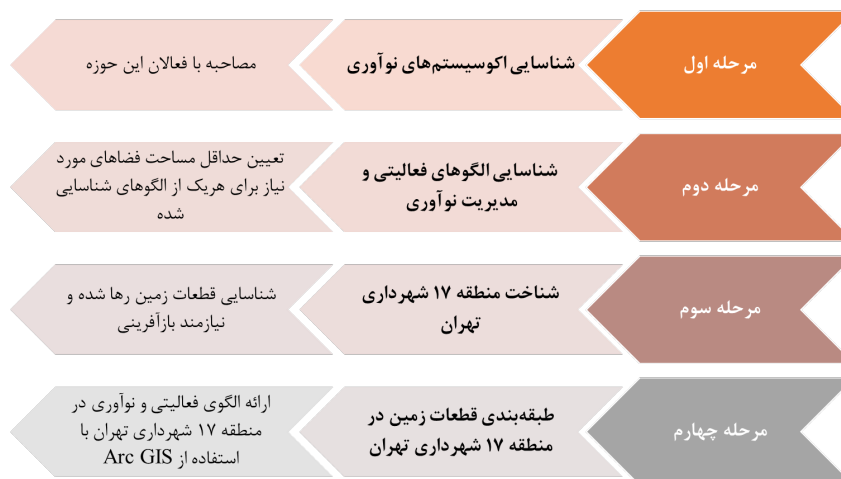 مرحله اول
شناسایی اکوسیستم‌های نوآوری
مصاحبه با فعالان این حوزه
مرحله دوم
شناسایی الگوهای فعالیتی و
مدیریت نوآوری
تعیین حداقل مساحت فضاهای مورد
نیاز برای هریک از الگوهای شناسایی
شده
مرحله سوم
شناخت منطقه ۱۷ شهرداری
تهران
شناسایی قطعات زمین رها شده و
نیازمند بازآفرینی
مرحله چهارم
طبقه‌بندی قطعات زمین در
منطقه ۱۷ شهرداری تهران
ارائه الگوی فعالیتی و نوآوری در
منطقه ۱۷ شهرداری تهران با
استفاده از Arc GIS